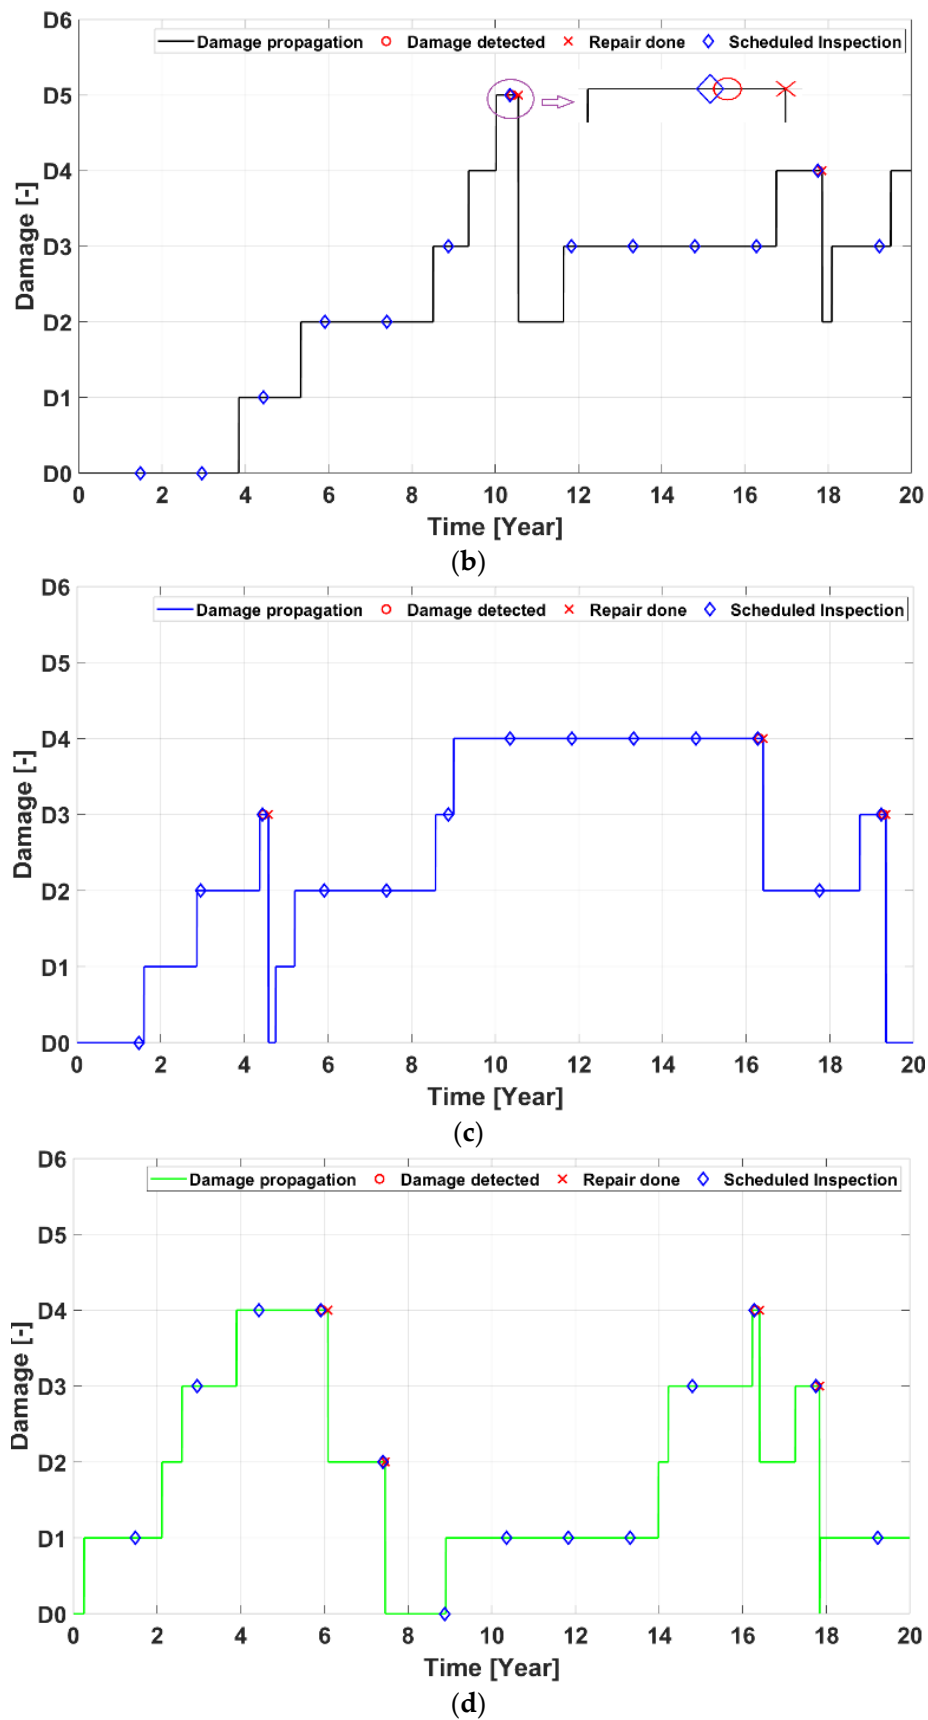 D6
Damage propagation Damage detected Repair done Scheduled Inspection
D5
D4
D3
D2
D1
D0
Damage [-]
0 2 4 6 8 10 12 14 16 18 20
Time [Year]
(b)
D6
Damage propagation Damage detected Repair done Scheduled Inspection
D5
D4
D3
D2
D1
D0
Damage [-]
0 2 4 6 8 10 12 14 16 18 20
Time [Year]
(c)
D6
Damage propagation Damage detected Repair done Scheduled Inspection
D5
D4
D3
D2
D1
D0
Damage [-]
0 2 4 6 8 10 12 14 16 18 20
Time [Year]
(d)